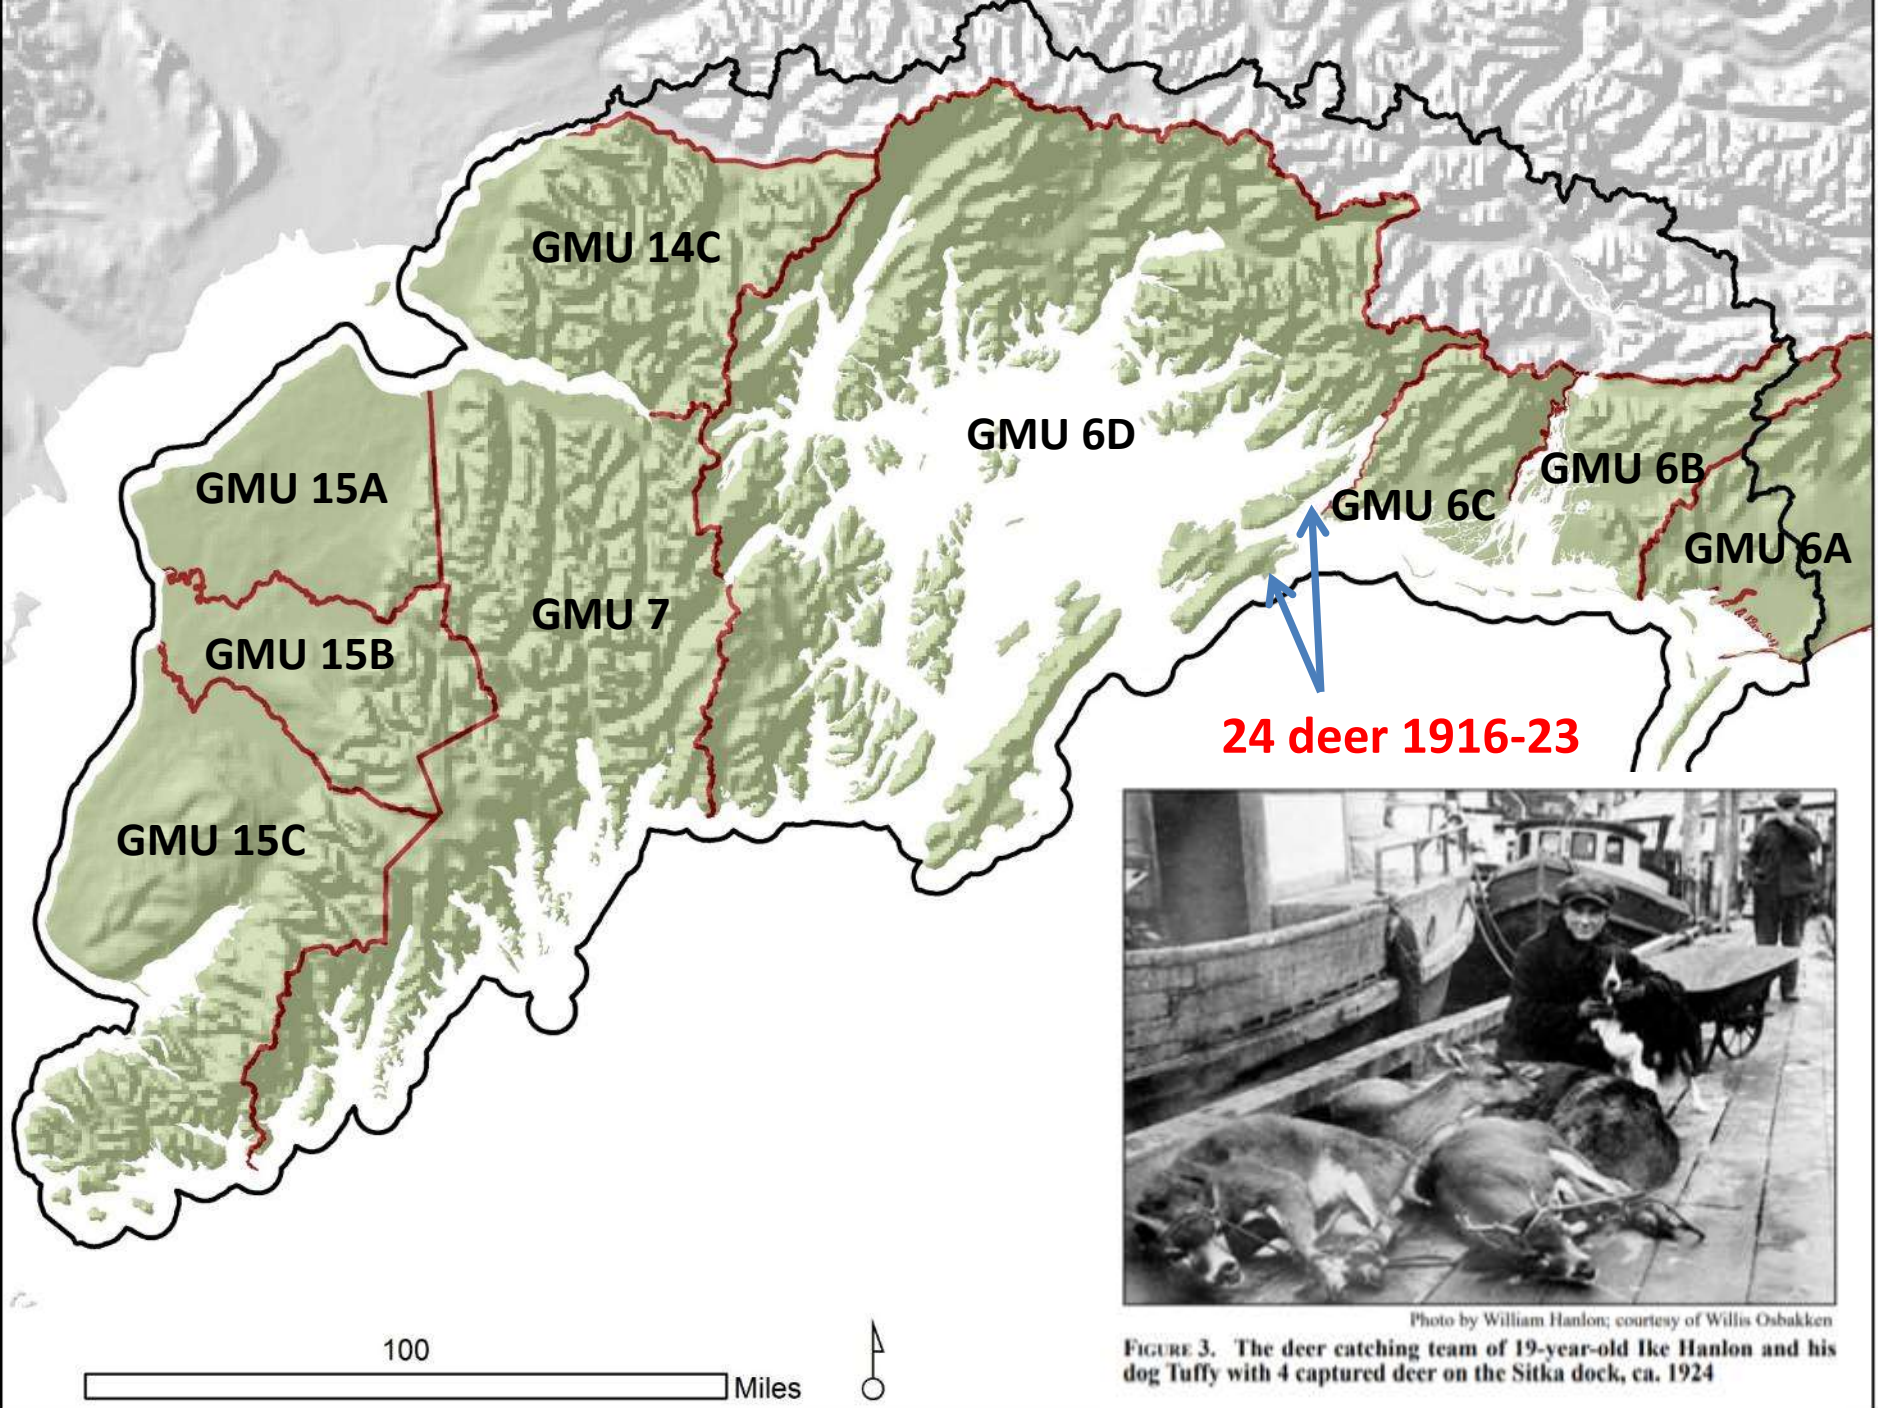 GMU 14C
GMU 6D
GMU 15A
GMU 6B
GMU 6C
GMU 6A
GMU 7
GMU 15B
24 deer 1916-23
GMU 15C
Photo by William Hanlon; courtesy of Willis Osbakken
FIGURE 3. The deer catching team of 19-year-old Ike Hanlon and his
dog Tuffy with 4 captured deer on the Sitka dock, ca. 1924
100
Miles